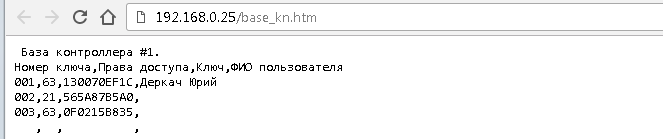 192.168.0.25/base_kn.htm
База контроллера #1.
Номер ключа,Права доступа,Ключ,ФИО пользователя
001,63,130070EF1C,Деркач Юрий
002,21,565A87B5A0,
003,63,0F0215B835,
, , ,